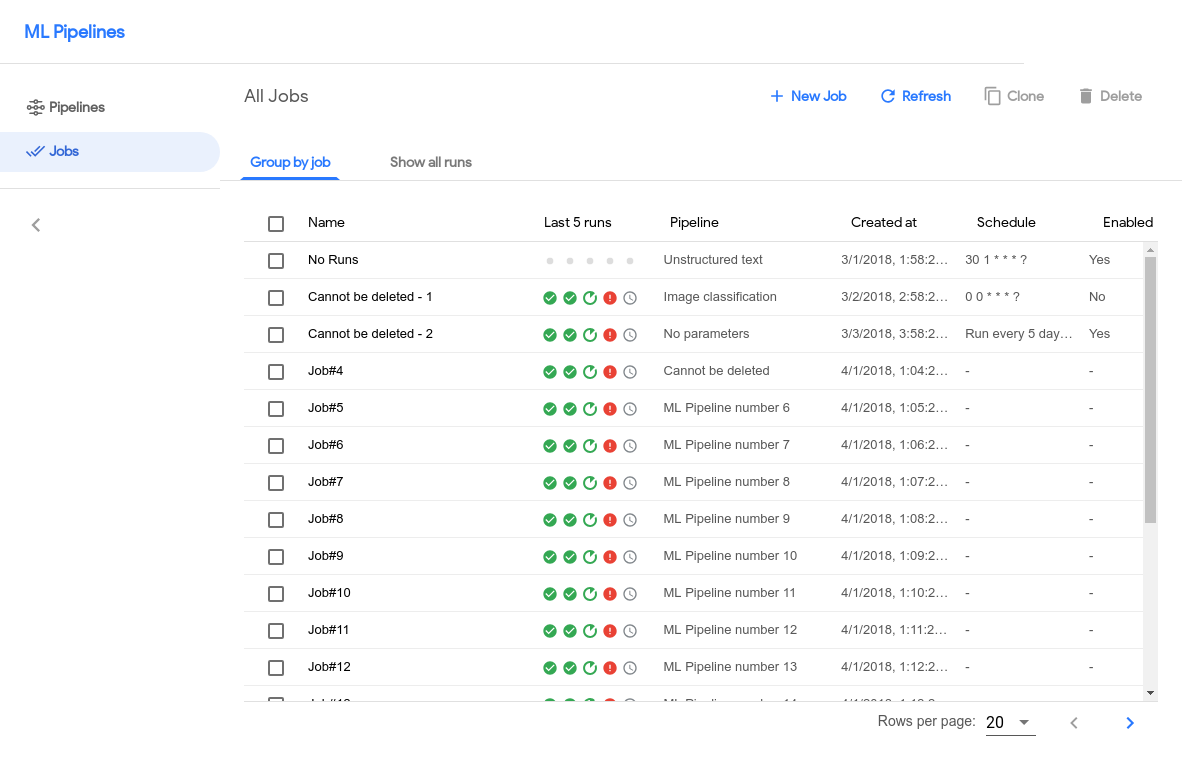 ML Pipelines
Pipelines
Jobs
All Jobs
New Job Refresh Clone Delete
Group by job Show all runs
Name Last 5 runs Pipeline Created at Schedule Enabled
No Runs Unstructured text 3/1/2018, 1:58:2… 30 1 * * * ? Yes
Cannot be deleted - 1 Image classification 3/2/2018, 2:58:2… 0 0 * * * ? No
Cannot be deleted - 2 No parameters 3/3/2018, 3:58:2… Run every 5 day… Yes
Job#4 Cannot be deleted 4/1/2018, 1:04:2… - -
Job#5 ML Pipeline number 6 4/1/2018, 1:05:2… - -
Job#6 ML Pipeline number 7 4/1/2018, 1:06:2… - -
Job#7 ML Pipeline number 8 4/1/2018, 1:07:2… - -
Job#8 ML Pipeline number 9 4/1/2018, 1:08:2… - -
Job#9 ML Pipeline number 10 4/1/2018, 1:09:2… - -
Job#10 ML Pipeline number 11 4/1/2018, 1:10:2… - -
Job#11 ML Pipeline number 12 4/1/2018, 1:11:2… - -
Job#12 ML Pipeline number 13 4/1/2018, 1:12:2… - -
Rows per page: 20